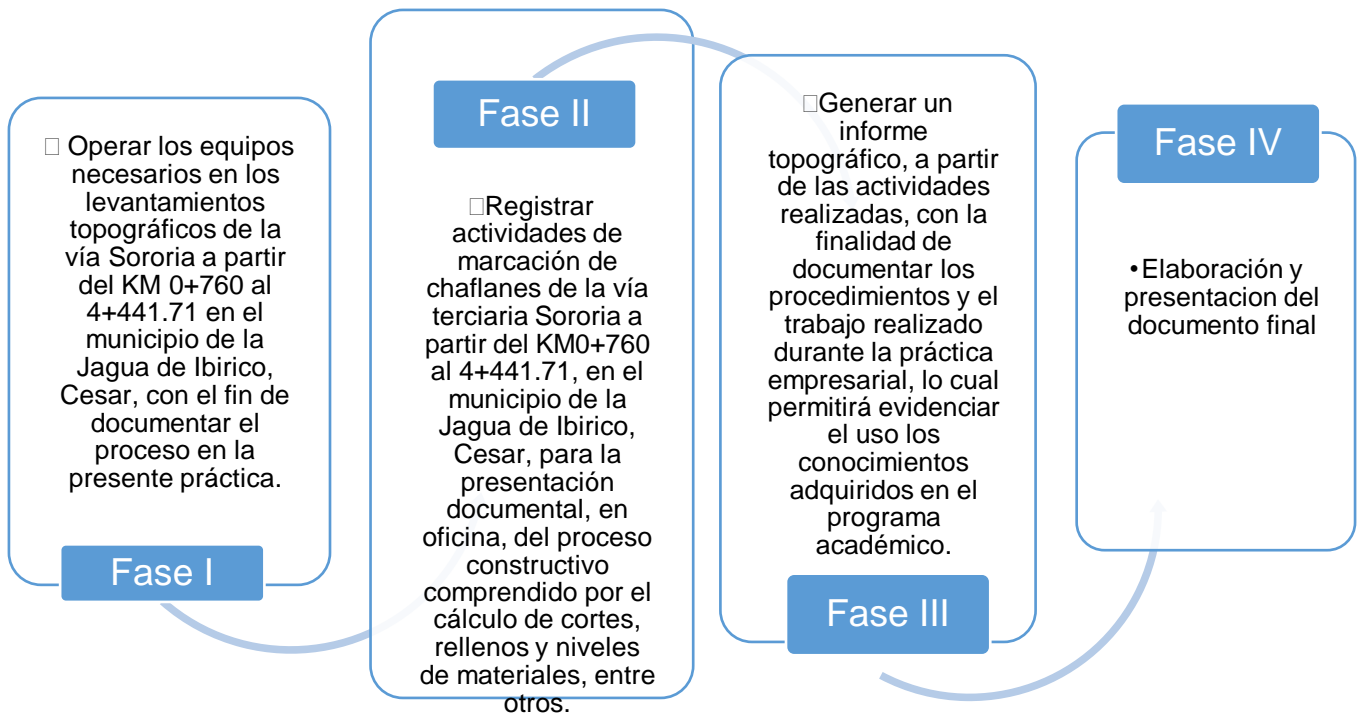 □ Operar los equipos
necesarios en los
levantamientos
topográficos de la
vía Sororia a partir
del KM 0+760 al
4+441.71 en el
municipio de la
Jagua de Ibirico,
Cesar, con el fin de
documentar el
proceso en la
presente práctica.
Fase I
Fase II
□Registrar
actividades de
marcación de
chaflanes de la vía
terciaria Sororia a
partir del KM0+760
al 4+441.71, en el
municipio de la
Jagua de Ibirico,
Cesar, para la
presentación
documental, en
oficina, del proceso
constructivo
comprendido por el
cálculo de cortes,
rellenos y niveles
de materiales, entre
otros.
□Generar un
informe
topográfico, a partir
de las actividades
realizadas, con la
finalidad de
documentar los
procedimientos y el
trabajo realizado
durante la práctica
empresarial, lo cual
permitirá evidenciar
el uso los
conocimientos
adquiridos en el
programa
académico.
Fase III
Fase IV
•Elaboración y
presentacion del
documento final